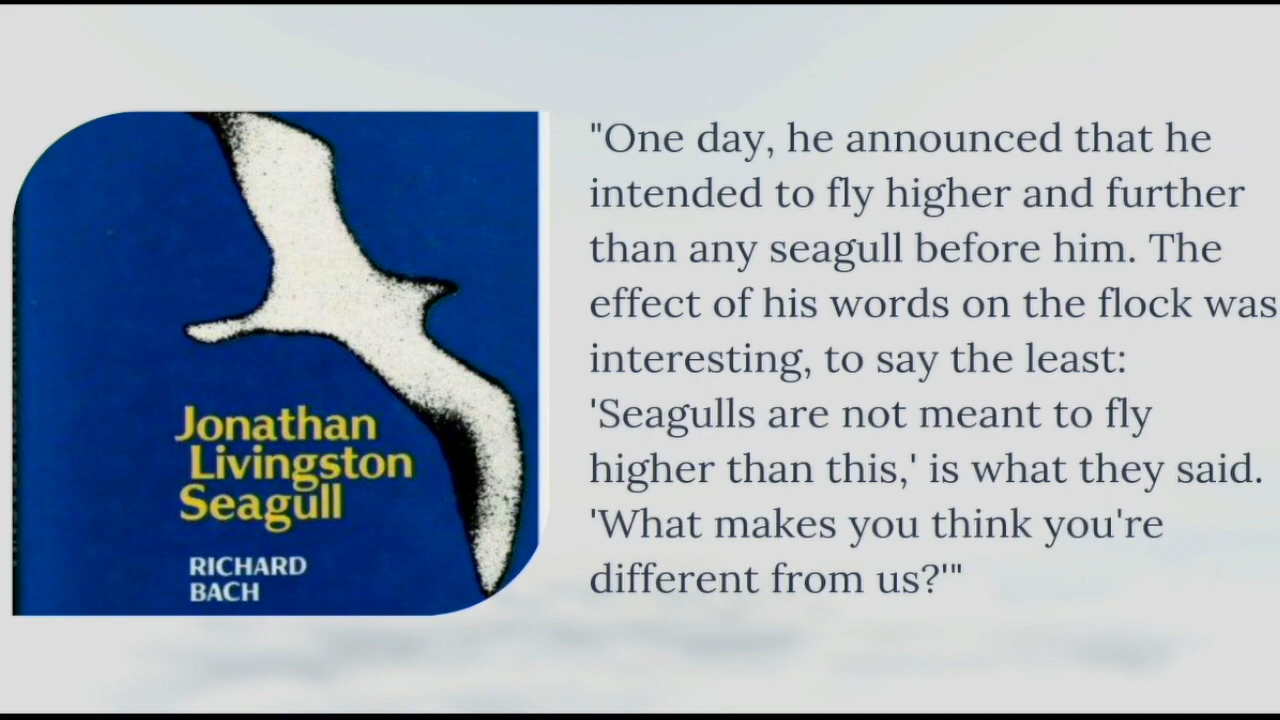 Jonathan
Livingston
Seagull
RICHARD
BACH
"One day, he announced that he
intended to fly higher and further
than any seagull before him. The
effect of his words on the flock was
interesting, to say the least:
'Seagulls are not meant to fly
higher than this,' is what they said.
'What makes you think you're
different from us?'"